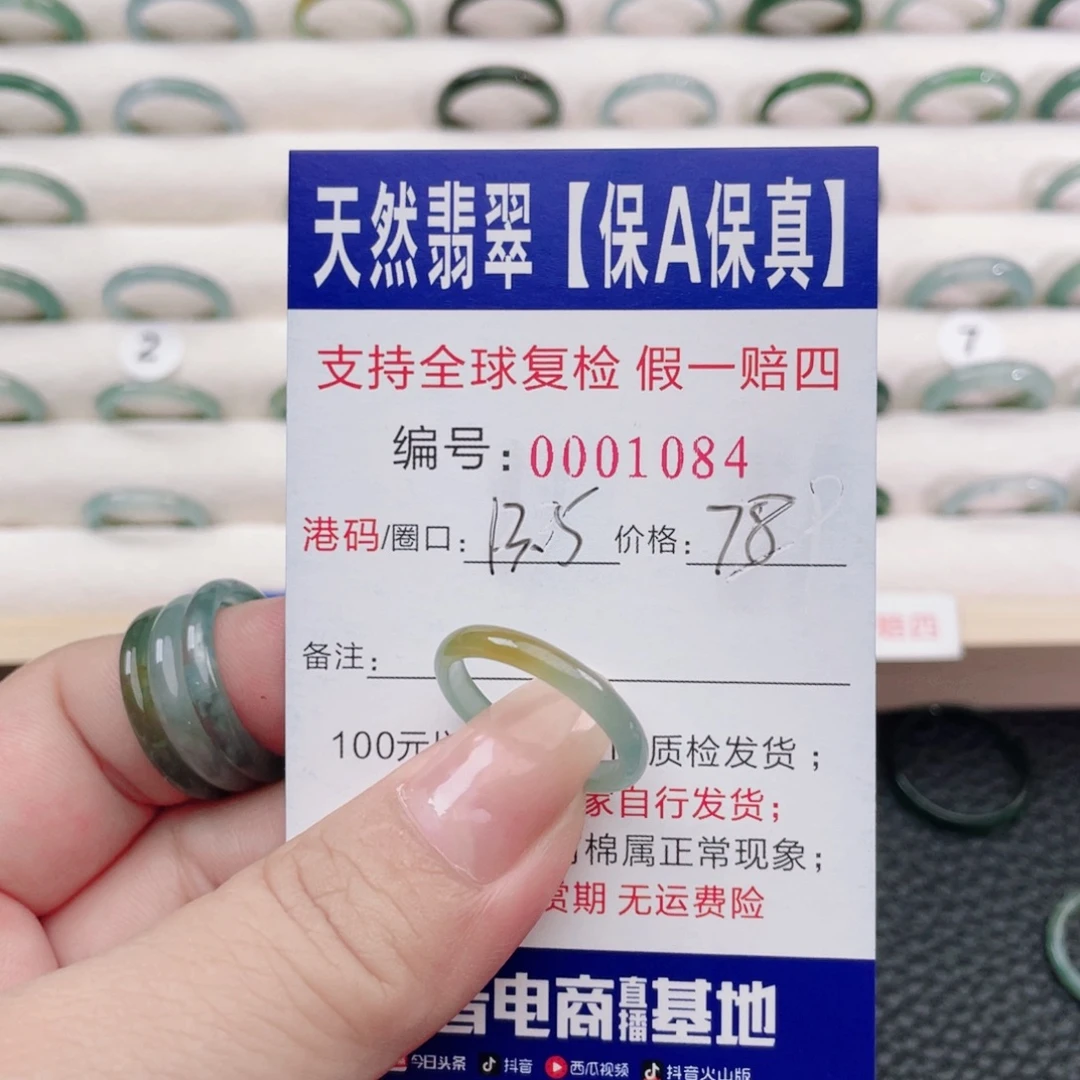 天然翡翠【保A保真】
支持全球复检 假一赔四
编号:0001084
港码/圈口:13.5 价格:78
备注:
100元 质检发货;
家自行发货;
棉属正常现象;
赏期 无运费险
音电商直播基地
今日头条 抖音 西瓜视频 抖音火山版
2
7
赔四